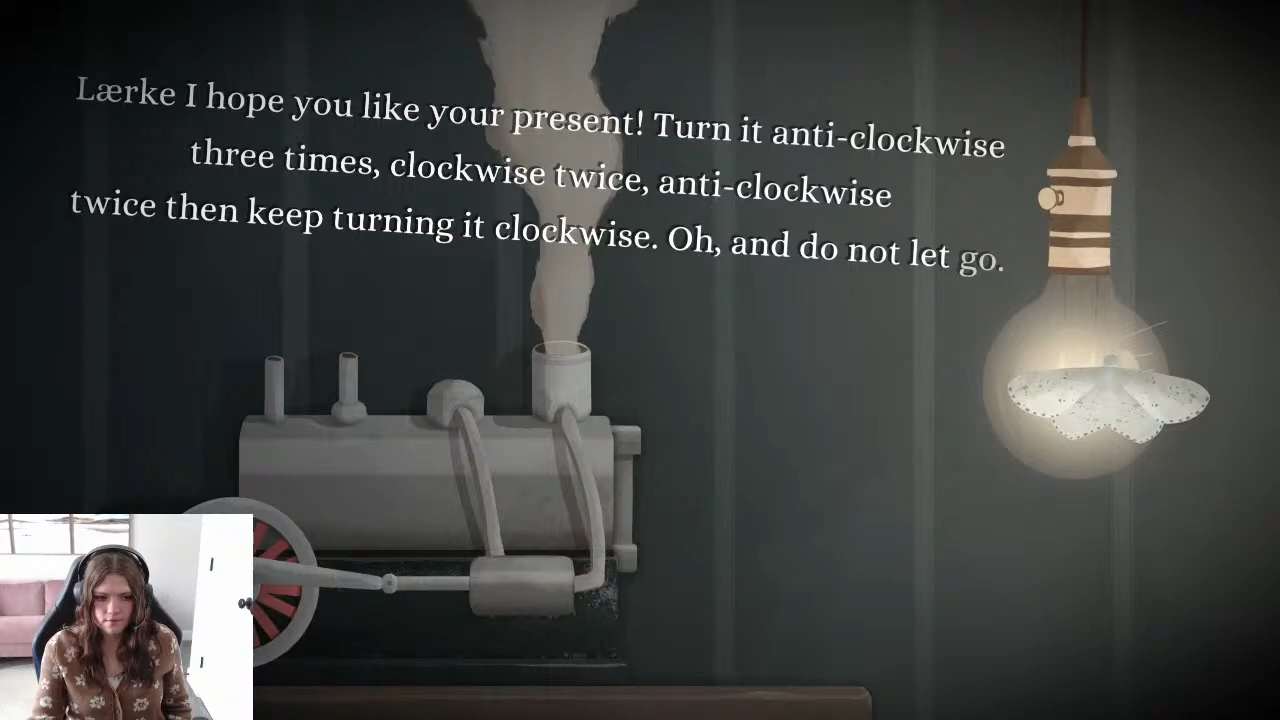 Lærke I hope you like your present! Turn it anti-clockwise
three times, clockwise twice, anti-clockwise
twice then keep turning it clockwise. Oh, and do not let go.